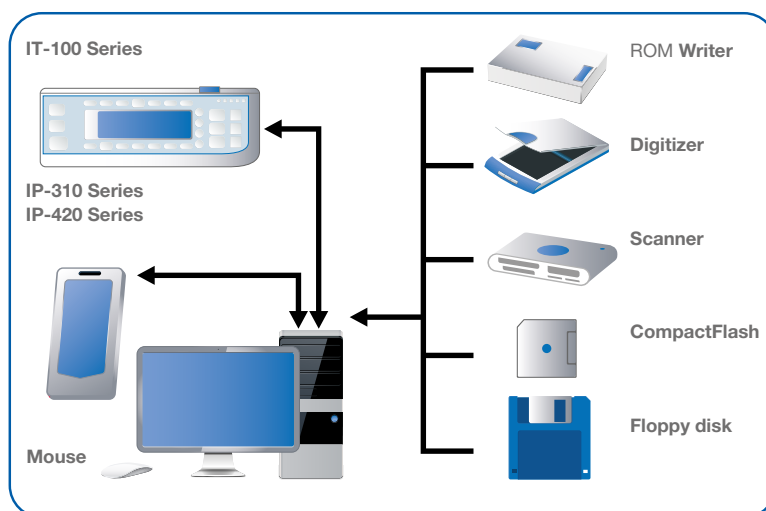 IT-100 Series
IP-310 Series
IP-420 Series
Mouse
ROM Writer
Digitizer
Scanner
CompactFlash
Floppy disk